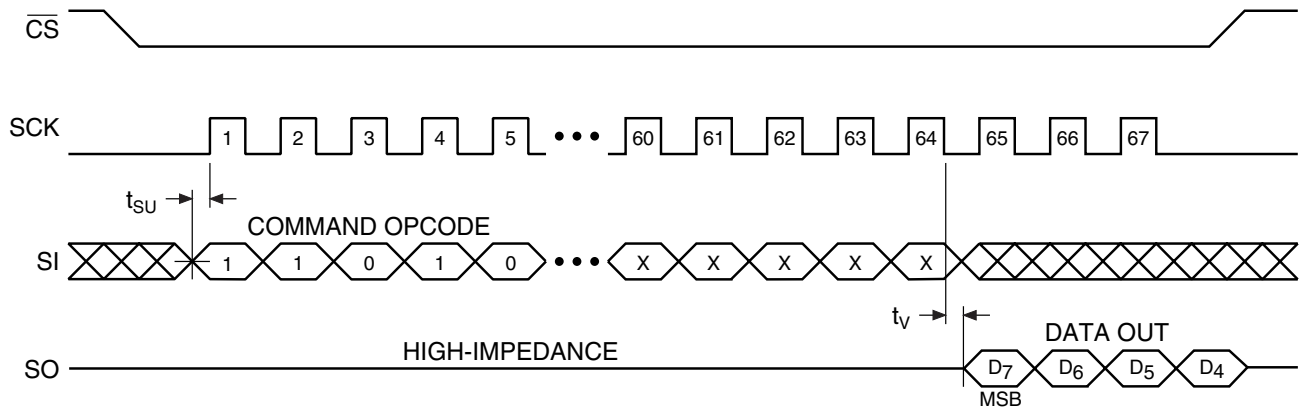 CS
SCK 1 2 3 4 5 ••• 60 61 62 63 64 65 66 67
tSU
COMMAND OPCODE
SI 1 1 0 1 0 ••• X X X X X
tV
DATA OUT
HIGH-IMPEDANCE
SO D7 D6 D5 D4
MSB